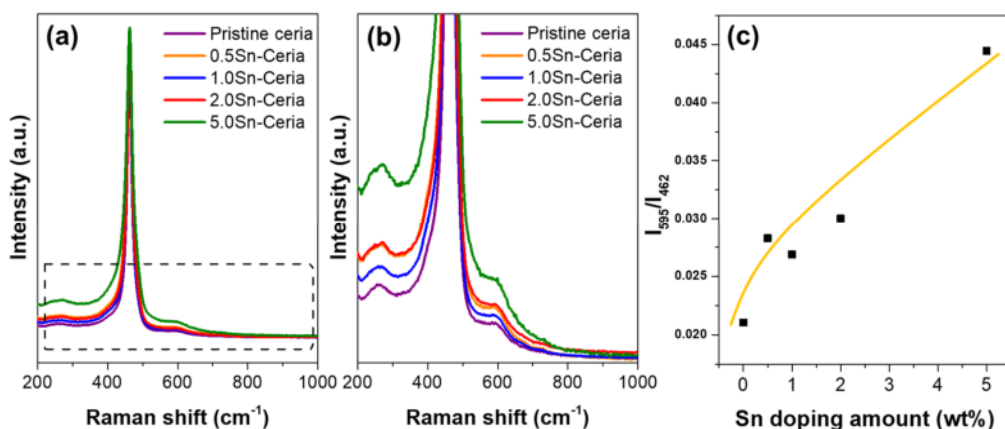 (a)
Pristine ceria
0.5Sn-Ceria
1.0Sn-Ceria
2.0Sn-Ceria
5.0Sn-Ceria
Intensity (a.u.)
200 400 600 800 1000
Raman shift (cm⁻¹)
(b)
Pristine ceria
0.5Sn-Ceria
1.0Sn-Ceria
2.0Sn-Ceria
5.0Sn-Ceria
Intensity (a.u.)
200 400 600 800 1000
Raman shift (cm⁻¹)
(c)
0.045
0.040
0.035
0.030
0.025
0.020
I₅₉₅/I₄₆₂
0 1 2 3 4 5
Sn doping amount (wt%)